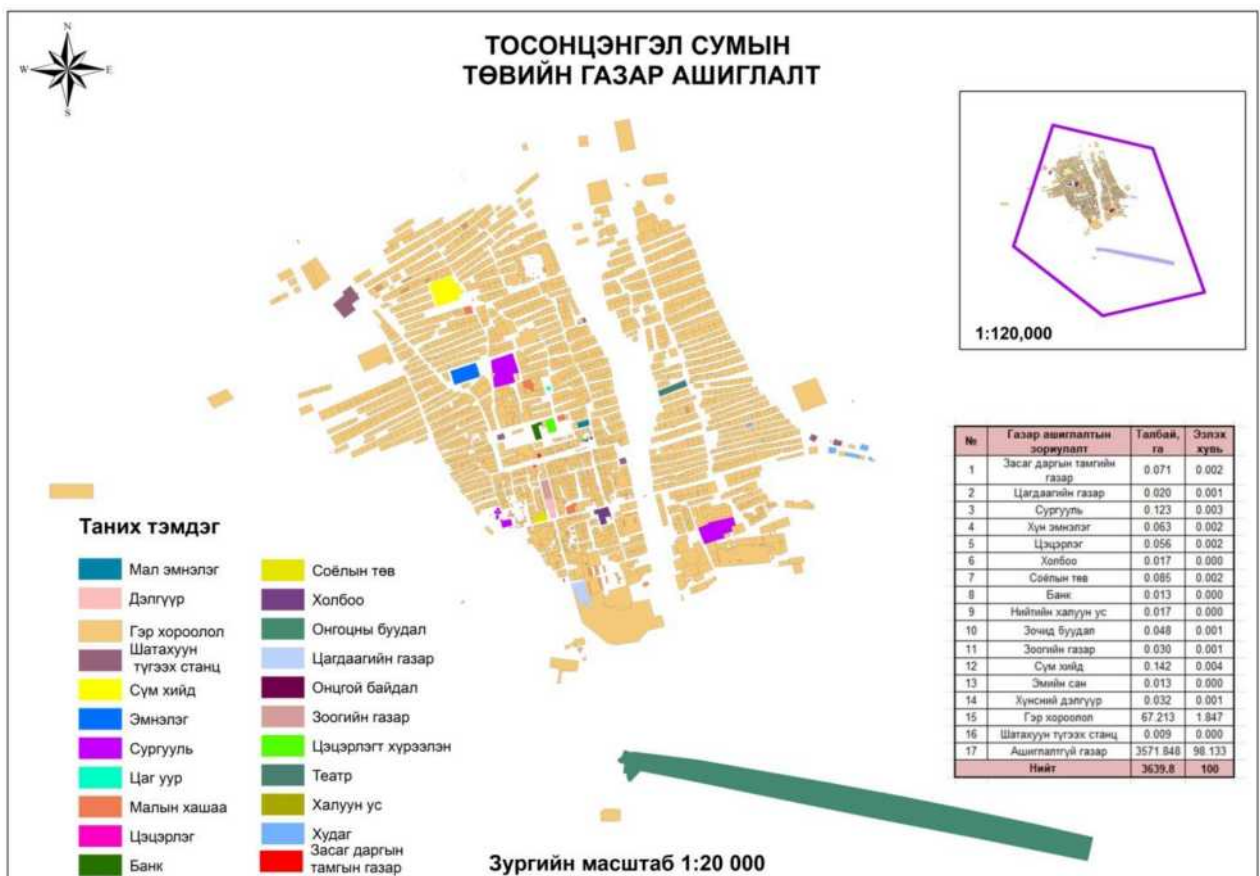 N
W
E
S
ТОСОНЦЭНГЭЛ СУМЫН
ТӨВИЙН ГАЗАР АШИГЛАЛТ
1:120,000
№ Газар ашиглалтын зориулалт Талбай, га Эзлэх хувь
1 Засаг даргын тамгийн газар 0.071 0.002
2 Цагдаагийн газар 0.020 0.001
3 Сургууль 0.123 0.003
4 Хүн эмнэлэг 0.063 0.002
5 Цэцэрлэг 0.056 0.002
6 Холбоо 0.017 0.000
7 Соёлын төв 0.085 0.002
8 Банк 0.013 0.000
9 Нийтийн халуун ус 0.017 0.000
10 Зочид буудал 0.048 0.001
11 Зоогийн газар 0.030 0.001
12 Сүм хийд 0.142 0.004
13 Эмийн сан 0.013 0.000
14 Хүнсний дэлгүүр 0.032 0.001
15 Гэр хороолол 67.213 1.847
16 Шатахуун түгээх станц 0.009 0.000
17 Ашиглалтгүй газар 3571.848 98.133
Нийт 3639.8 100
Таних тэмдэг
Мал эмнэлэг
Дэлгүүр
Гэр хороолол
Шатахуун
түгээх станц
Сүм хийд
Эмнэлэг
Сургууль
Цаг уур
Малын хашаа
Цэцэрлэг
Банк
Соёлын төв
Холбоо
Онгоцны буудал
Цагдаагийн газар
Онцгой байдал
Зоогийн газар
Цэцэрлэгт хүрээлэн
Театр
Халуун ус
Худаг
Засаг даргын
тамгын газар
Зургийн масштаб 1:20 000